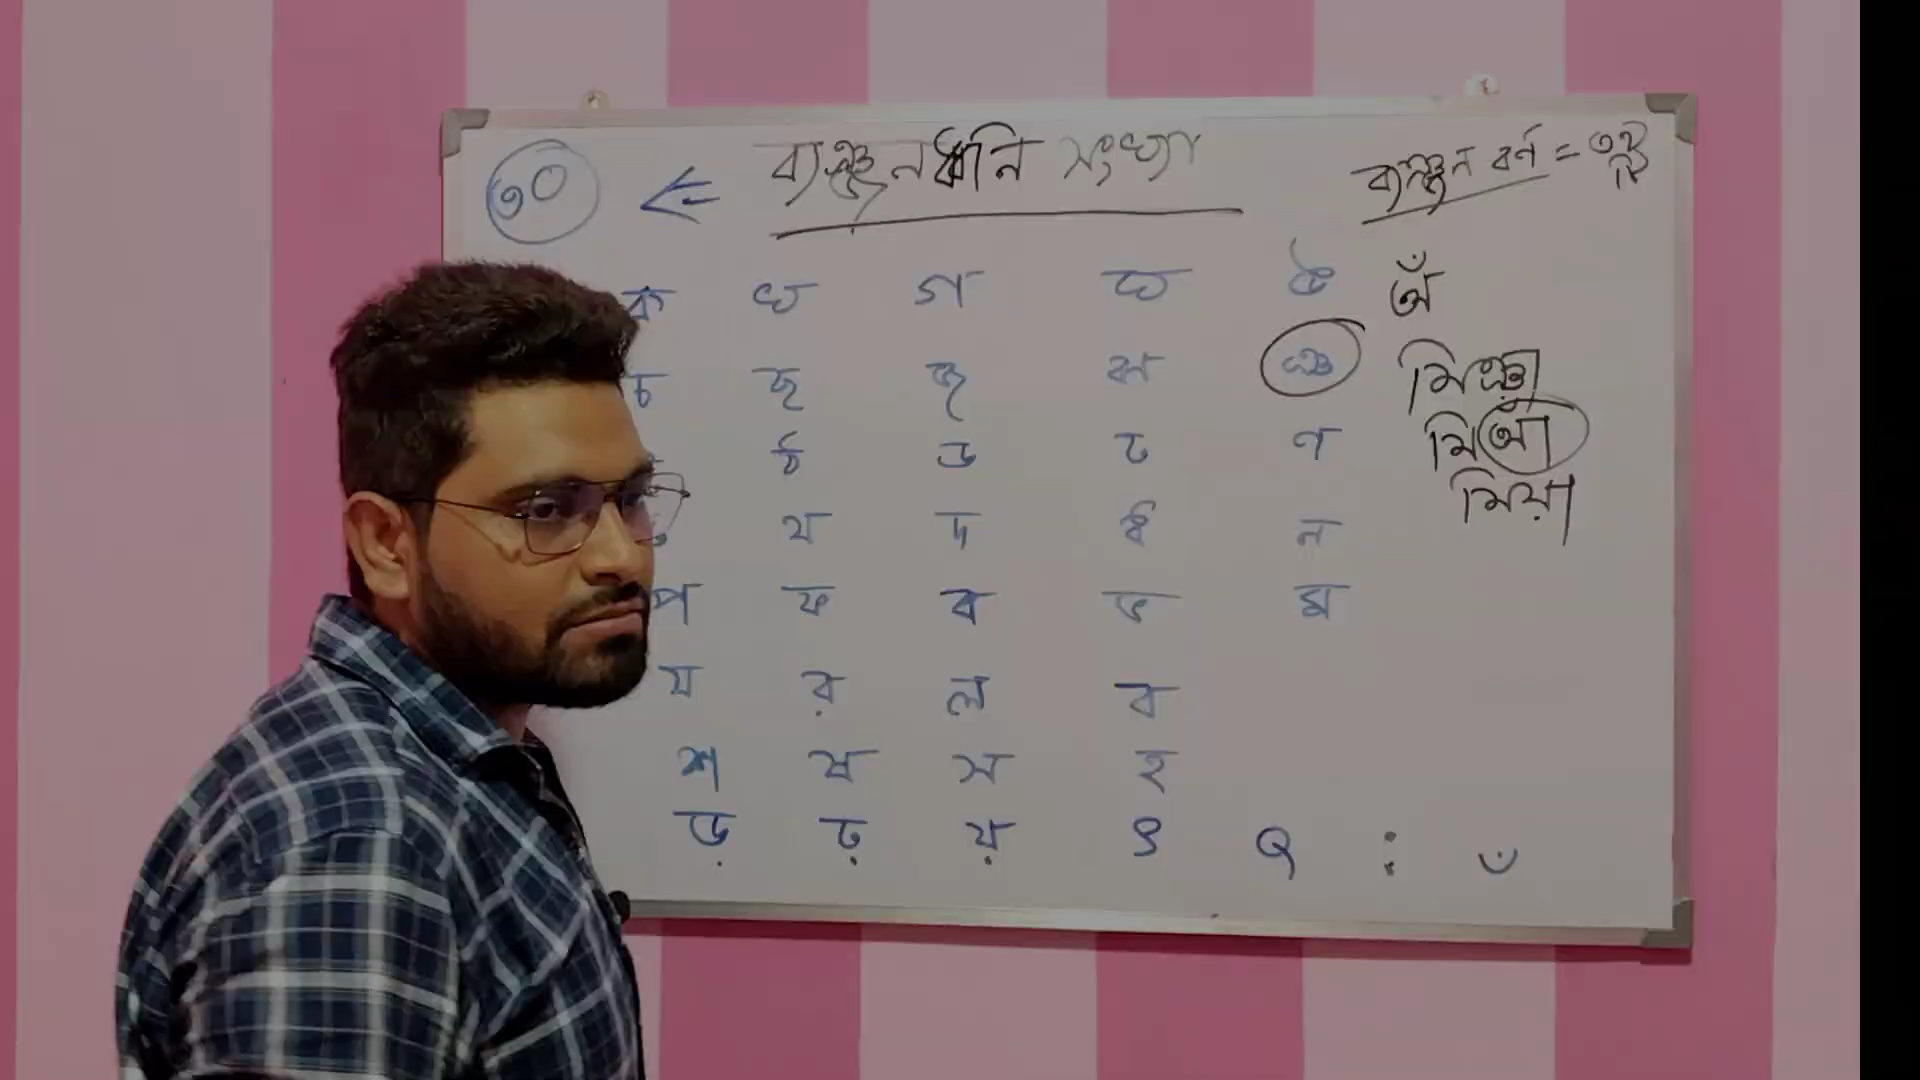 ৩০ ← ব্যঞ্জনধ্বনি সংখ্যা
ব্যঞ্জন বর্ণ = ৩৯ টি
ক খ গ ঘ ঙ অঁ
চ ছ জ ঝ ঞ মিঞা
ঠ ড ঢ ণ মিআঁ
থ দ ধ ন মিয়া
প ফ ব ভ ম
য র ল ব
শ ষ স হ
ড় ঢ় য় ৎ ং ঃ ঁ